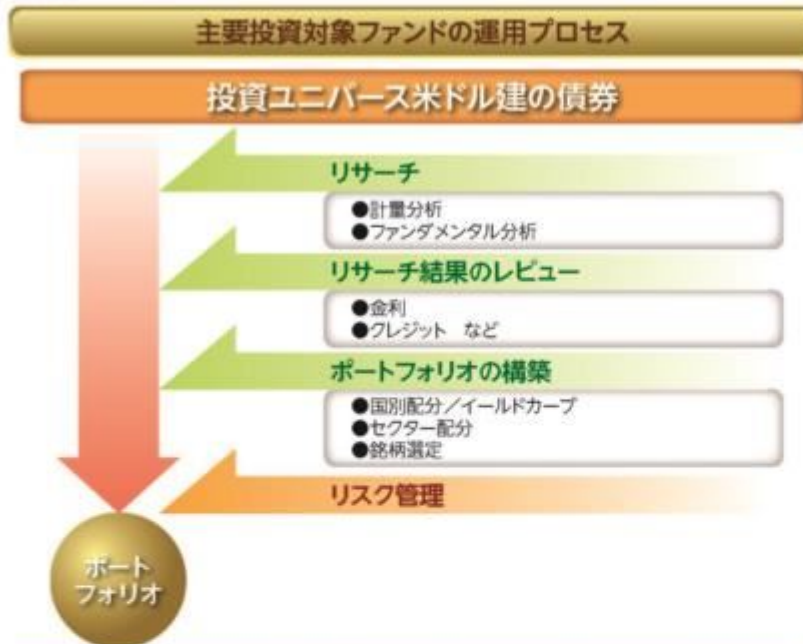 主要投資対象ファンドの運用プロセス
投資ユニバース米ドル建の債券
リサーチ
●計量分析
●ファンダメンタル分析
リサーチ結果のレビュー
●金利
●クレジット　など
ポートフォリオの構築
●国別配分／イールドカーブ
●セクター配分
●銘柄選定
リスク管理
ポート
フォリオ